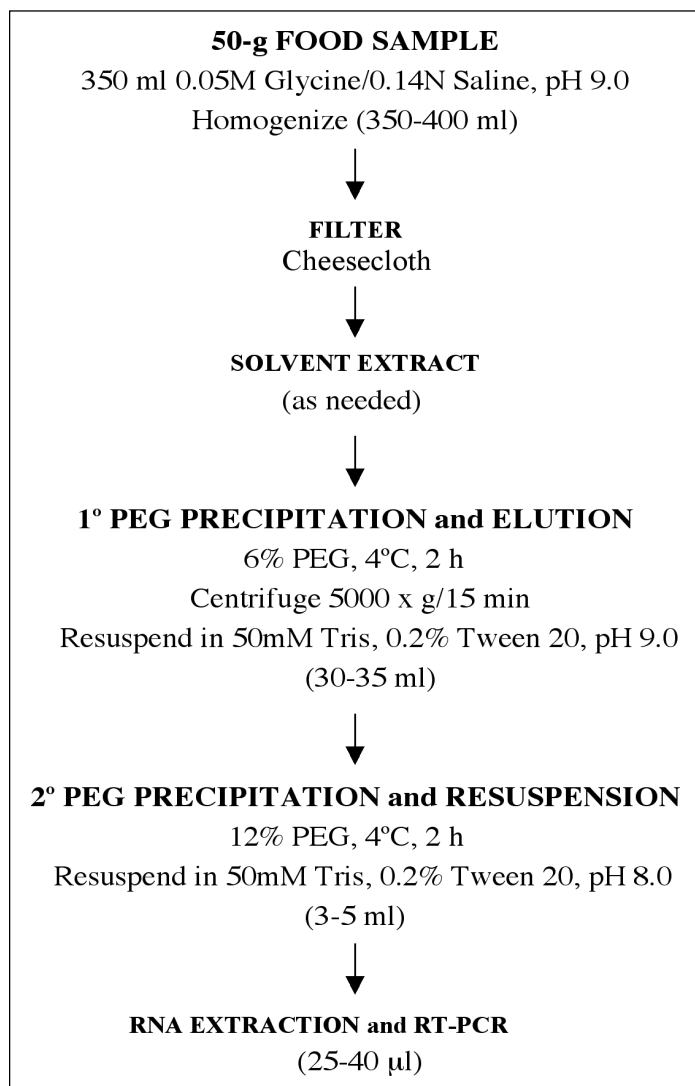 50-g FOOD SAMPLE
350 ml 0.05M Glycine/0.14N Saline, pH 9.0
Homogenize (350-400 ml)
FILTER
Cheesecloth
SOLVENT EXTRACT
(as needed)
1º PEG PRECIPITATION and ELUTION
6% PEG, 4ºC, 2 h
Centrifuge 5000 x g/15 min
Resuspend in 50mM Tris, 0.2% Tween 20, pH 9.0
(30-35 ml)
2º PEG PRECIPITATION and RESUSPENSION
12% PEG, 4ºC, 2 h
Resuspend in 50mM Tris, 0.2% Tween 20, pH 8.0
(3-5 ml)
RNA EXTRACTION and RT-PCR
(25-40 µl)